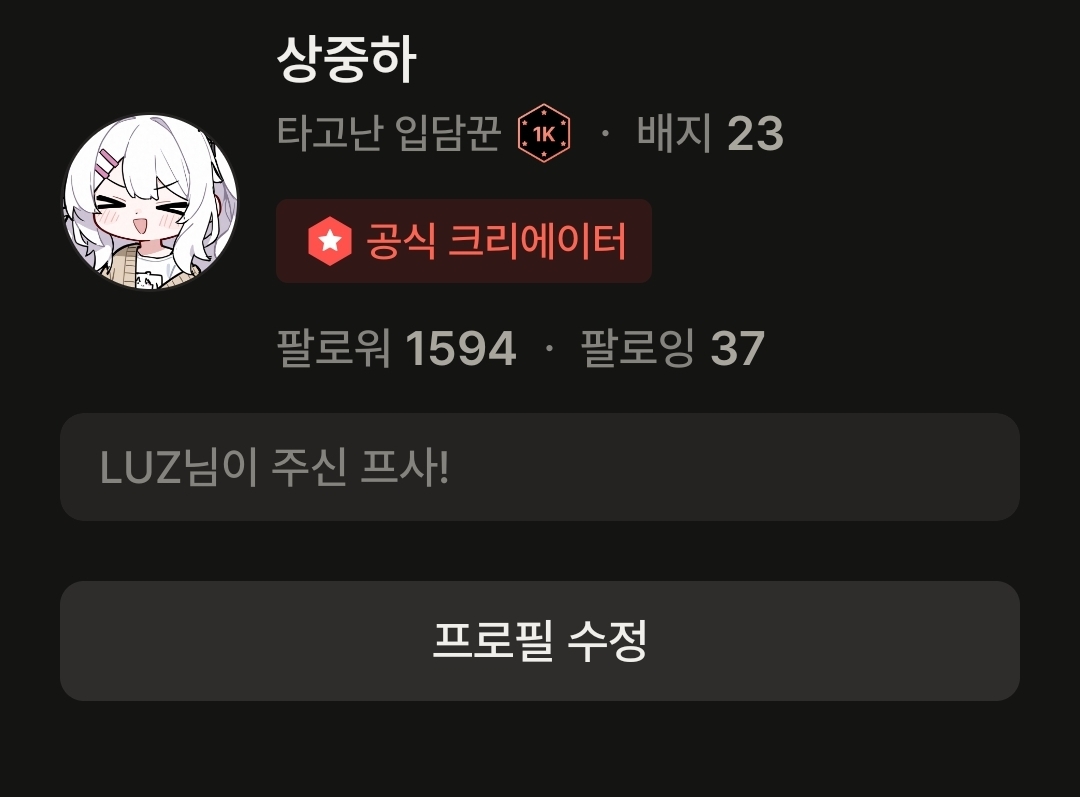 상중하
타고난 입담꾼 1K · 배지 23
공식 크리에이터
팔로워 1594 · 팔로잉 37
LUZ님이 주신 프사!
프로필 수정